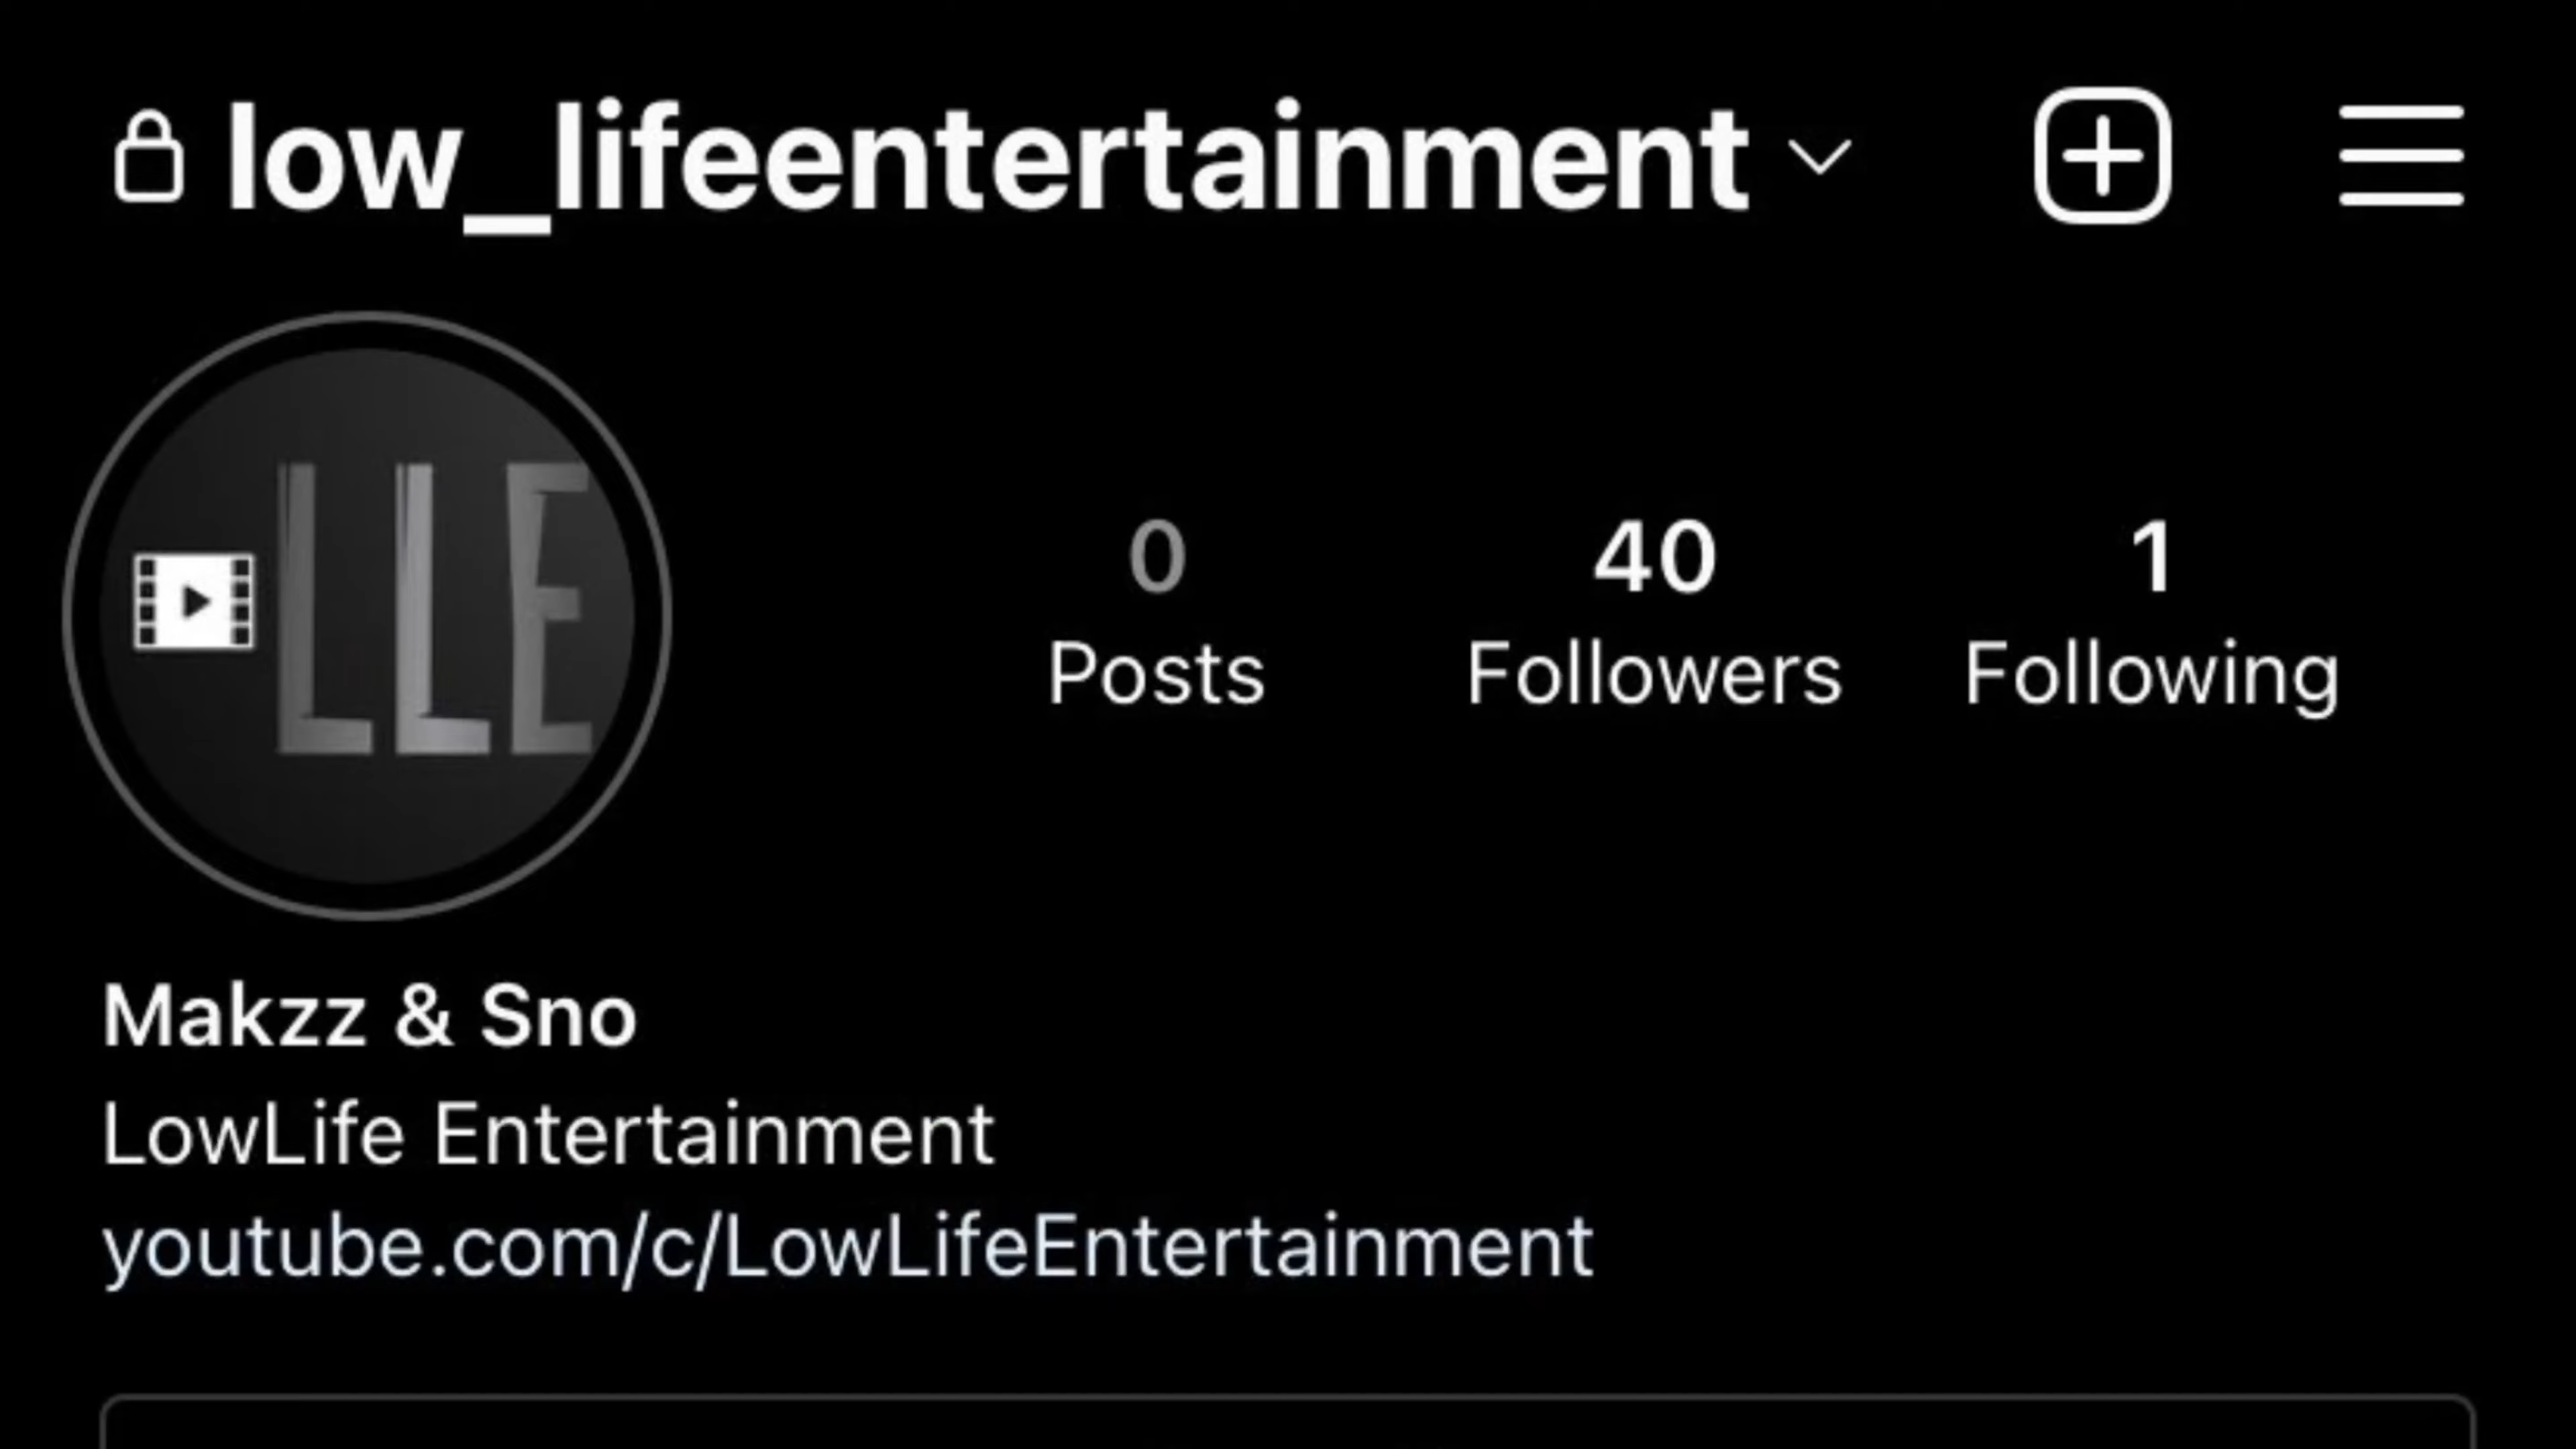 low_lifeentertainment
LLE
0
Posts
40
Followers
1
Following
Makzz & Sno
LowLife Entertainment
youtube.com/c/LowLifeEntertainment